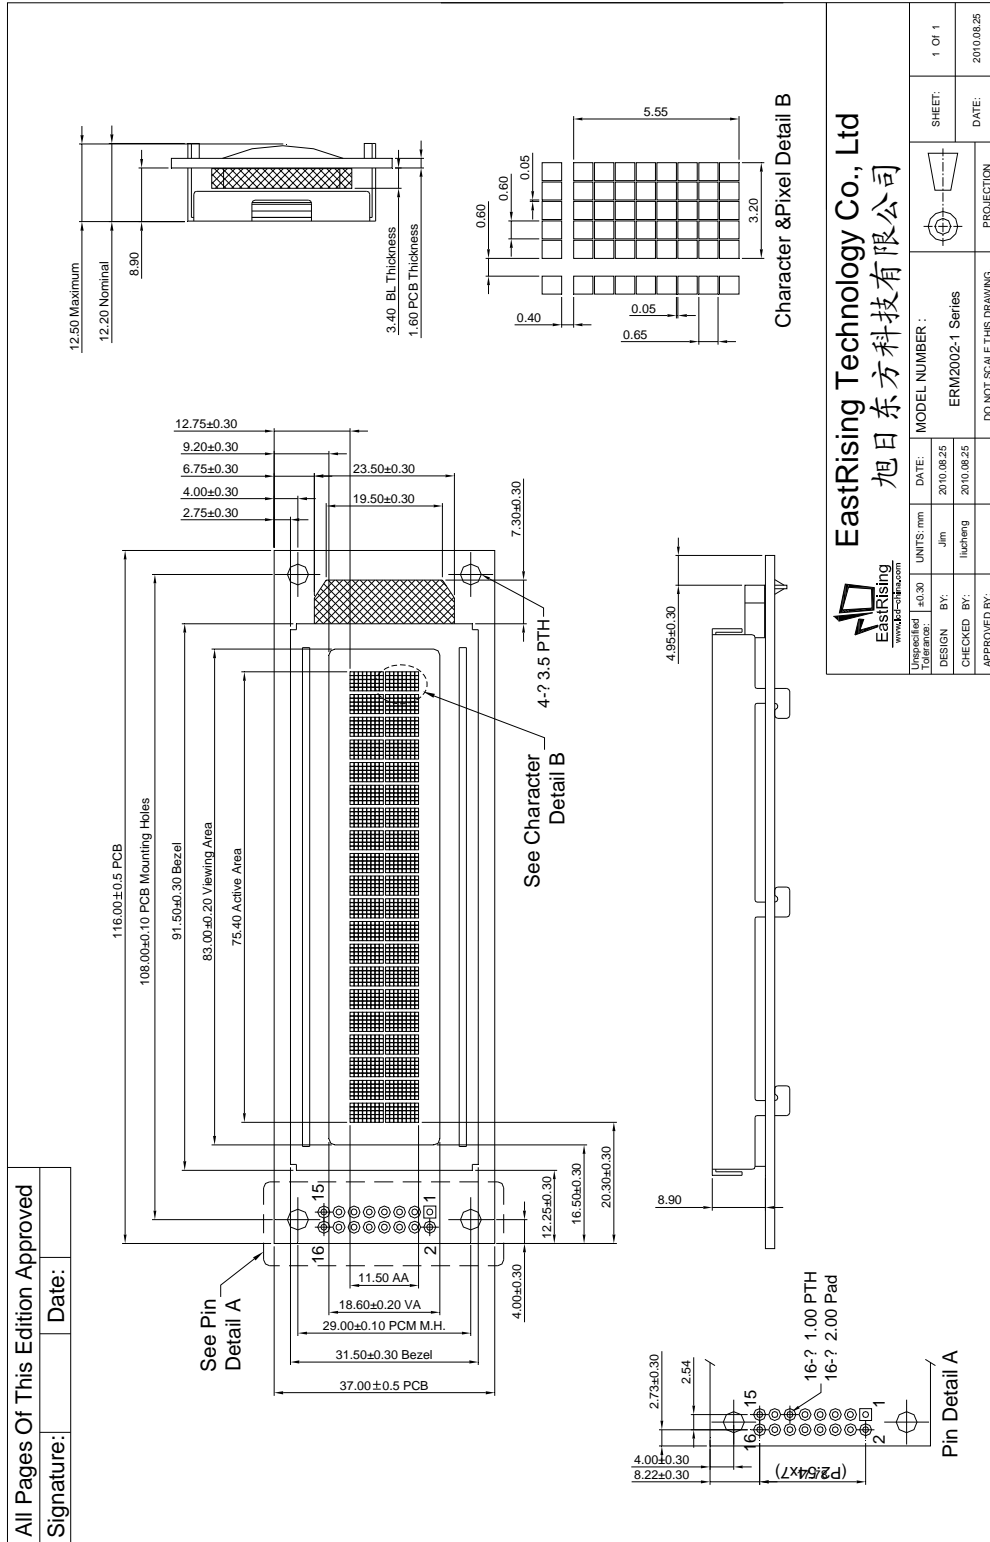 All Pages Of This Edition Approved
Signature:
Date:
12.50 Maximum
12.20 Nominal
8.90
3.40 BL Thickness
1.60 PCB Thickness
5.55
0.05
0.60
0.60
3.20
0.40
0.05
0.65
Character &Pixel Detail B
116.00±0.5 PCB
108.00±0.10 PCB Mounting Holes
91.50±0.30 Bezel
83.00±0.20 Viewing Area
75.40 Active Area
12.75±0.30
9.20±0.30
6.75±0.30
4.00±0.30
2.75±0.30
23.50±0.30
19.50±0.30
7.30±0.30
4-? 3.5 PTH
See Character
Detail B
See Pin
Detail A
16
15
2
1
11.50 AA
18.60±0.20 VA
29.00±0.10 PCM M.H.
31.50±0.30 Bezel
37.00±0.5 PCB
4.00±0.30
12.25±0.30
16.50±0.30
20.30±0.30
4.95±0.30
8.90
2.73±0.30
2.54
4.00±0.30
8.22±0.30
(P2.54x7)
16
15
2
1
16-? 1.00 PTH
16-? 2.00 Pad
Pin Detail A
EastRising
www.lcd-china.com
EastRising Technology Co., Ltd
旭日东方科技有限公司
Unspecified
Tolerance:
±0.30
UNITS: mm
DATE:
MODEL NUMBER :
SHEET:
1 Of 1
DESIGN BY:
Jim
2010.08.25
ERM2002-1 Series
CHECKED BY:
liucheng
2010.08.25
APPROVED BY:
DO NOT SCALE THIS DRAWING
PROJECTION
DATE:
2010.08.25